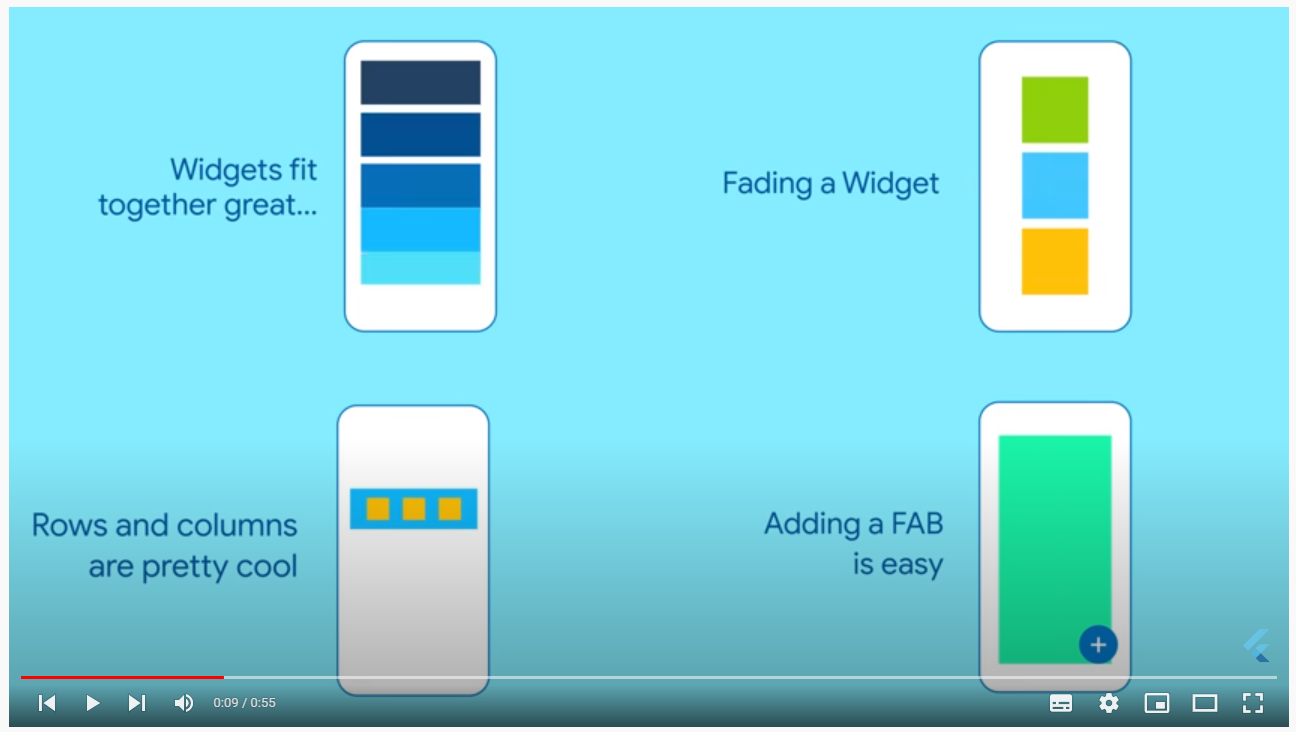 Widgets fit
together great...
Fading a Widget
Rows and columns
are pretty cool
Adding a FAB
is easy
0:09 / 0:55